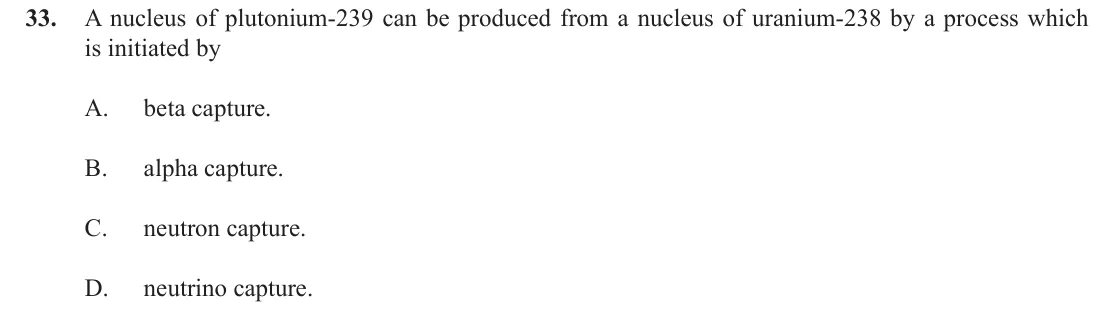 33. A nucleus of plutonium-239 can be produced from a nucleus of uranium-238 by a process which
is initiated by
A. beta capture.
B. alpha capture.
C. neutron capture.
D. neutrino capture.